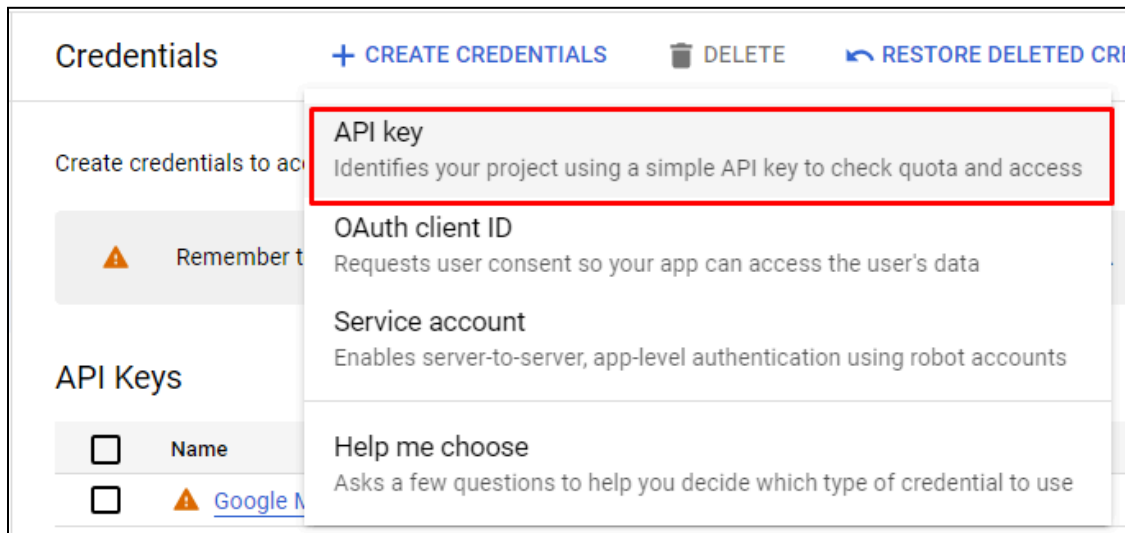 Credentials
CREATE CREDENTIALS
DELETE
RESTORE DELETED
API key
Identifies your project using a simple API key to check quota and access
Create credentials to
OAuth client ID
Requests user consent so your app can access the user's data
Remember
Service account
Enables server-to-server, app-level authentication using robot accounts
API Keys
Name
Help me choose
Asks a few questions to help you decide which type of credential to use
Google